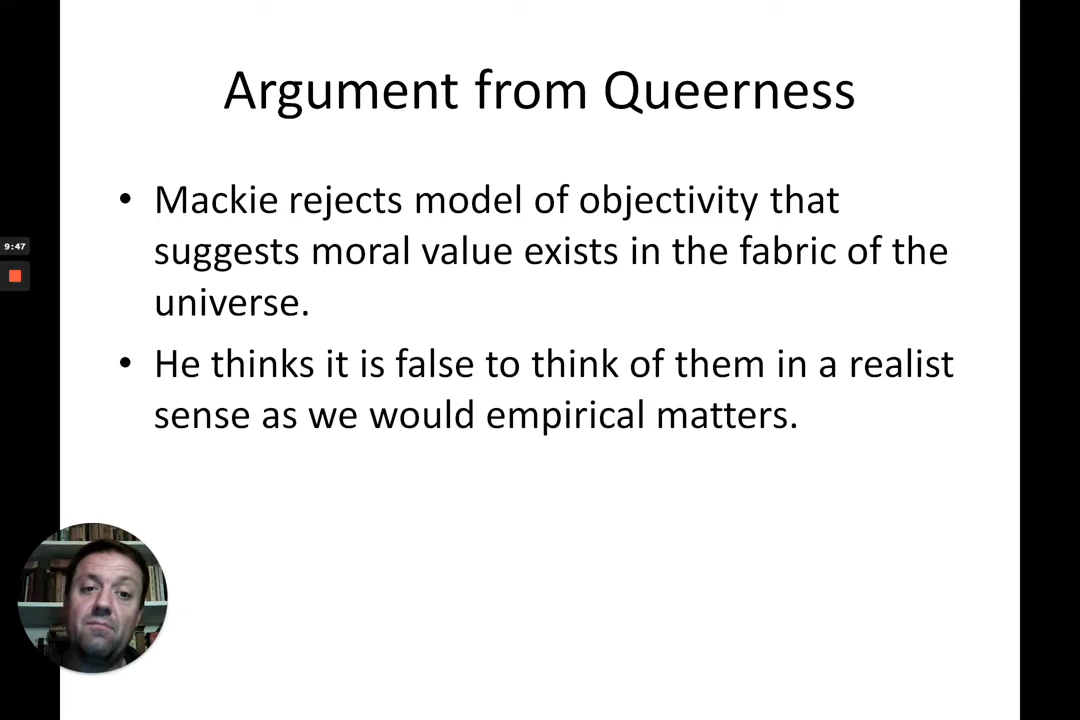 Argument from Queerness
• Mackie rejects model of objectivity that
suggests moral value exists in the fabric of the
universe.
• He thinks it is false to think of them in a realist
sense as we would empirical matters.
9:47